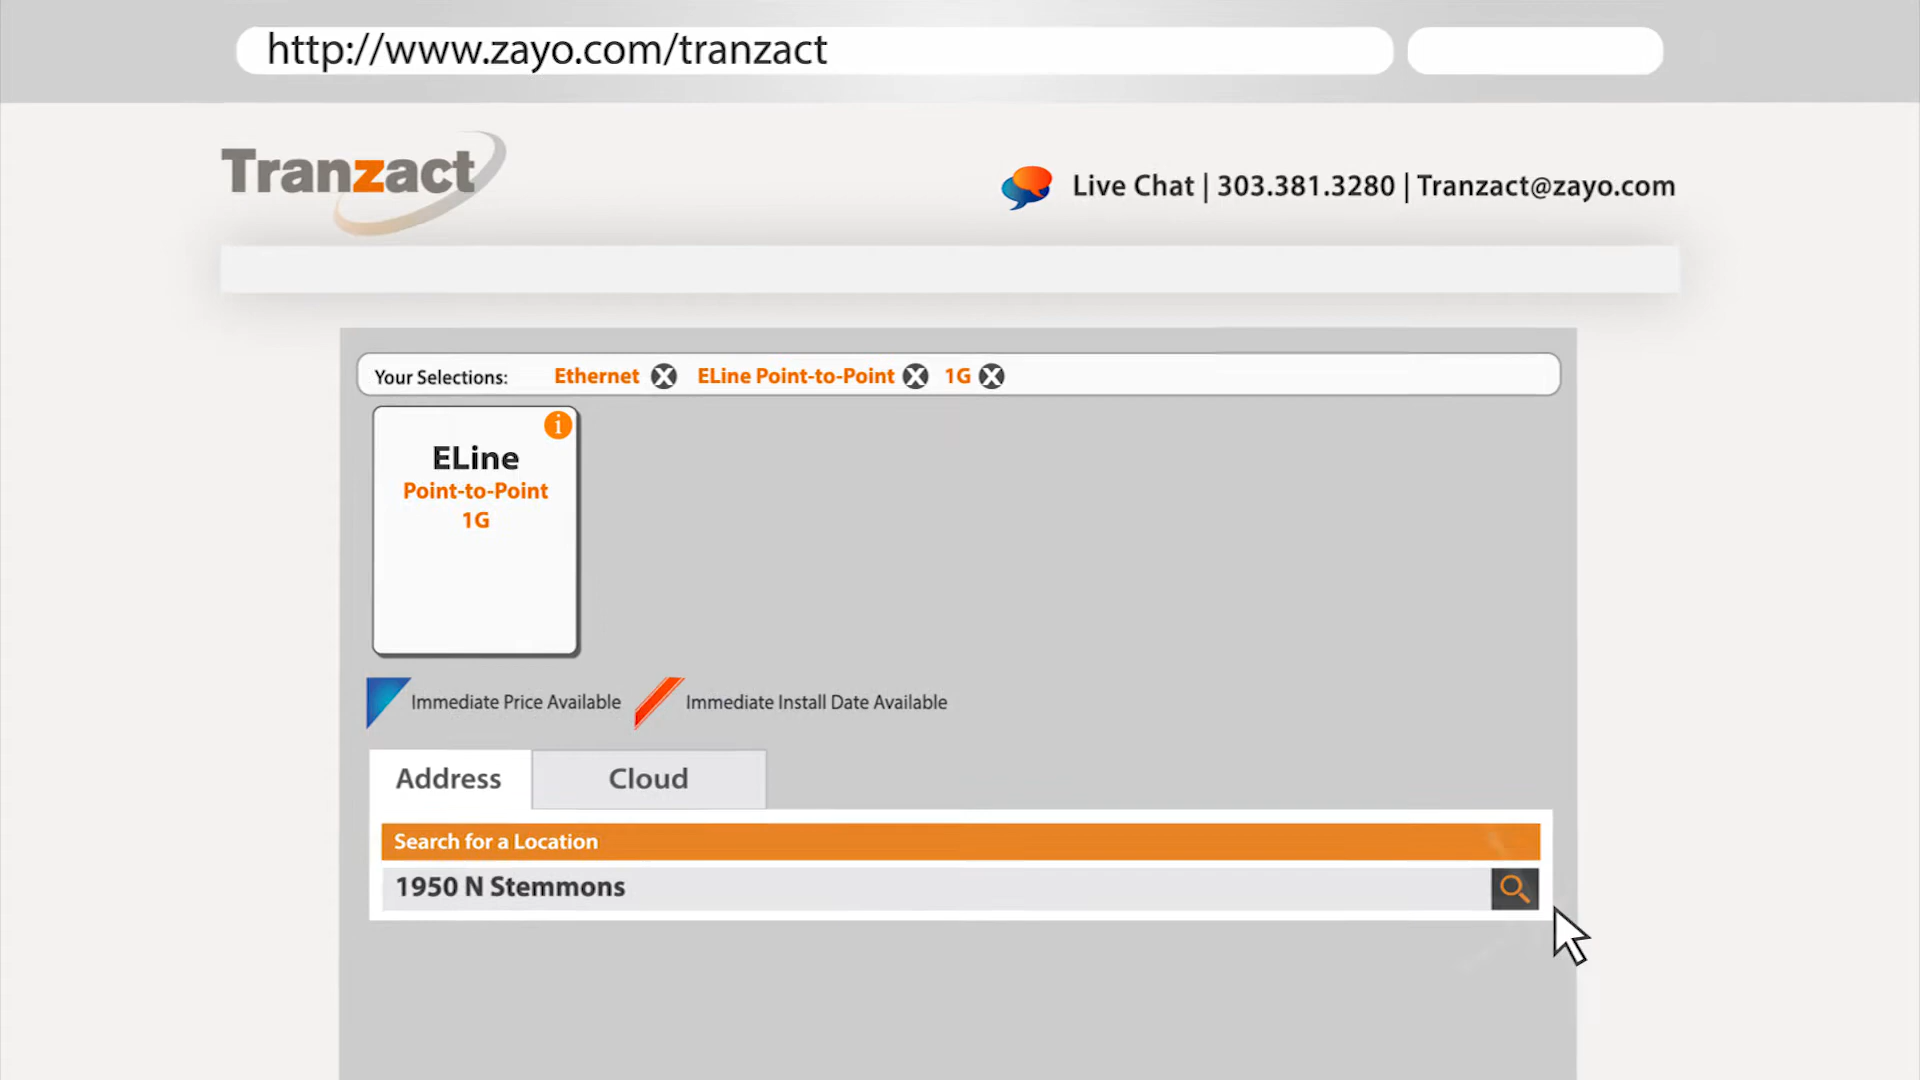 http://www.zayo.com/tranzact
Tranzact
Live Chat | 303.381.3280 | Tranzact@zayo.com
Your Selections: Ethernet ELine Point-to-Point 1G
i
ELine
Point-to-Point
1G
Immediate Price Available Immediate Install Date Available
Address Cloud
Search for a Location
1950 N Stemmons